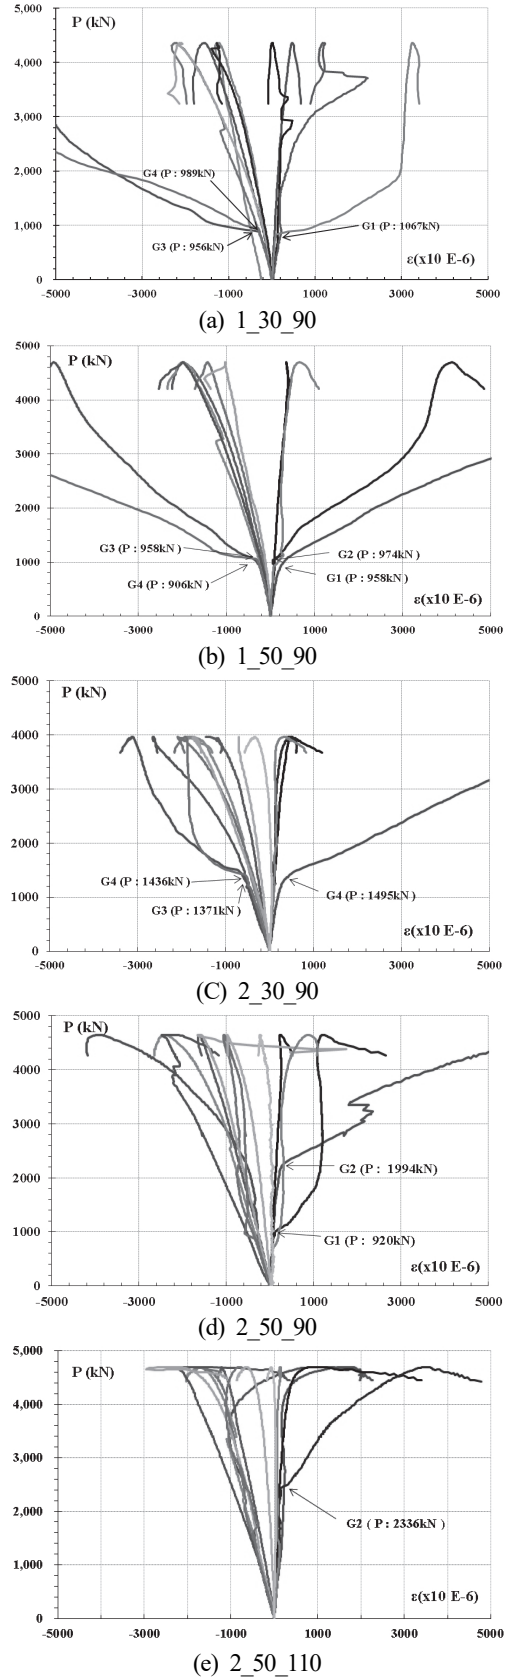 P (kN)
5,000
4,000
3,000
2,000
1,000
0
G4 (P : 989kN)
G3 (P : 956kN)
G1 (P : 1067kN)
ε(x10 E-6)
-5000 -3000 -1000 1000 3000 5000
(a) 1_30_90
P (kN)
5000
4000
3000
2000
1000
0
G3 (P : 958kN)
G4 (P : 906kN)
G2 (P : 974kN)
G1 (P : 958kN)
ε(x10 E-6)
-5000 -3000 -1000 1000 3000 5000
(b) 1_50_90
P (kN)
5000
4000
3000
2000
1000
0
G4 (P : 1436kN)
G3 (P : 1371kN)
G4 (P : 1495kN)
ε(x10 E-6)
-5000 -3000 -1000 1000 3000 5000
(C) 2_30_90
P (kN)
5000
4000
3000
2000
1000
0
G2 (P : 1994kN)
G1 (P : 920kN)
ε(x10 E-6)
-5000 -3000 -1000 1000 3000 5000
(d) 2_50_90
P (kN)
5,000
4,000
3,000
2,000
1,000
0
G2 ( P : 2336kN )
ε(x10 E-6)
-5000 -3000 -1000 1000 3000 5000
(e) 2_50_110